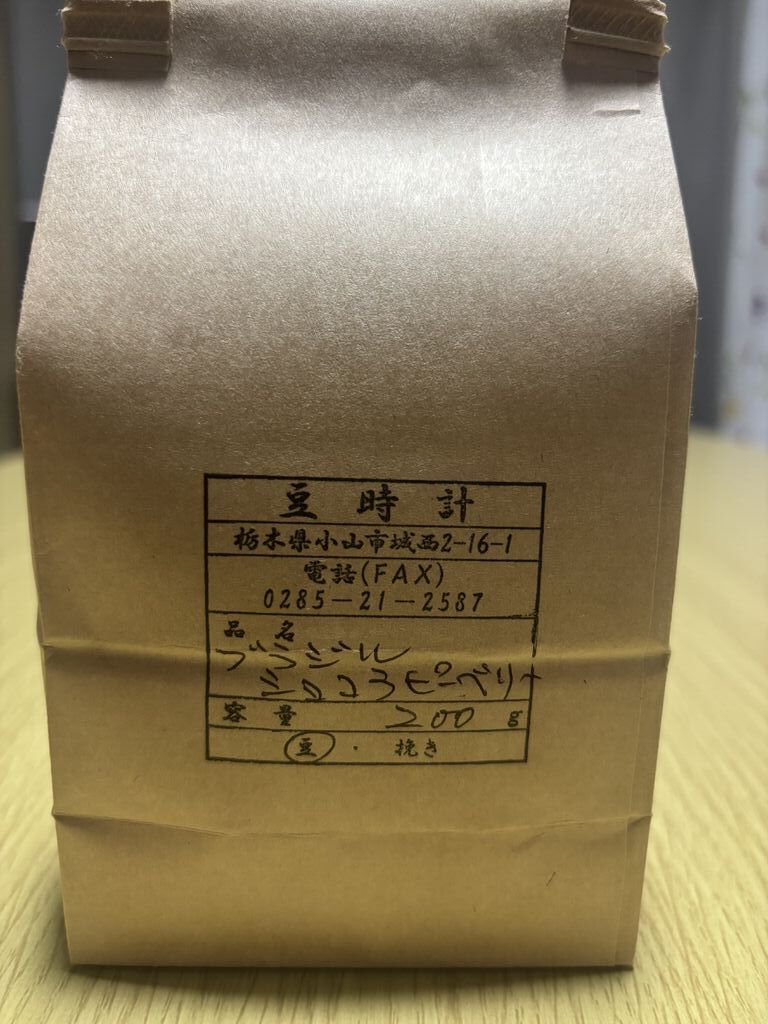 豆時計
栃木県小山市城西2-16-1
電話(FAX)
0285-21-2587
品名
ブラジル
ショコラピーベリー
容量 200 g
豆・挽き